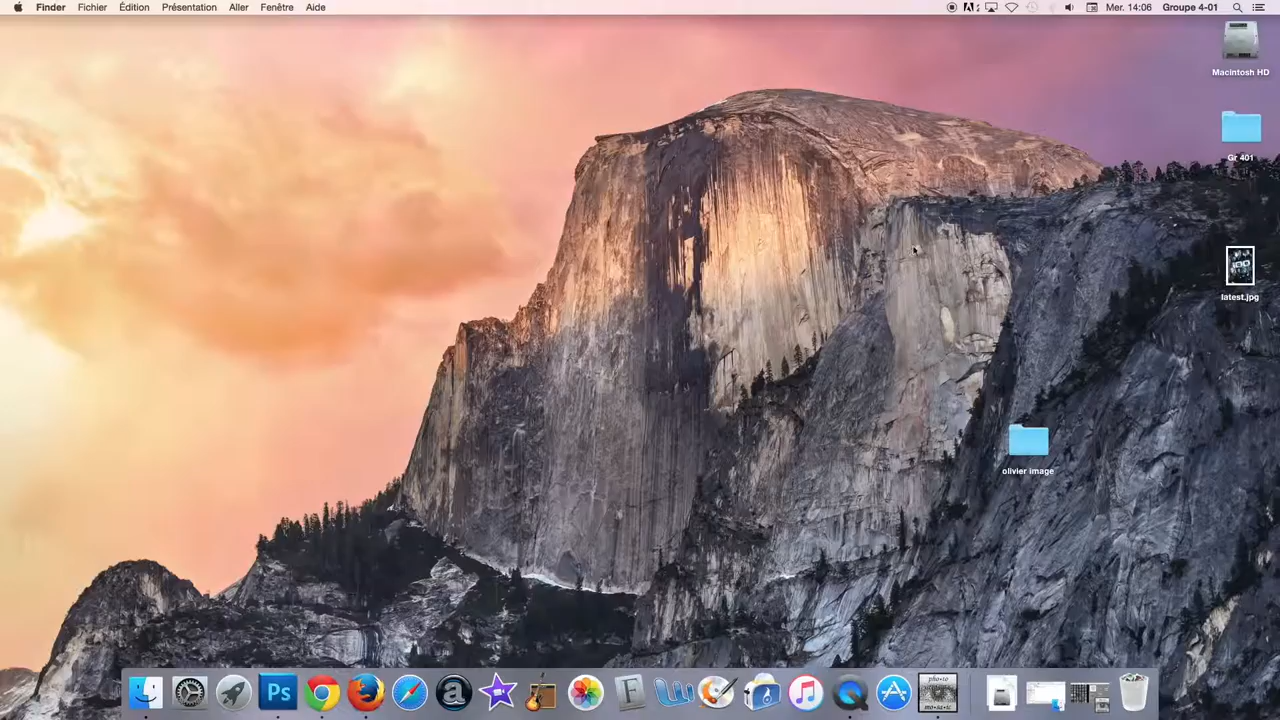 Finder Fichier Édition Présentation Aller Fenêtre Aide Mer. 14:06 Groupe 4-01
Macintosh HD
Gr 401
latest.jpg
olivier image
Ps